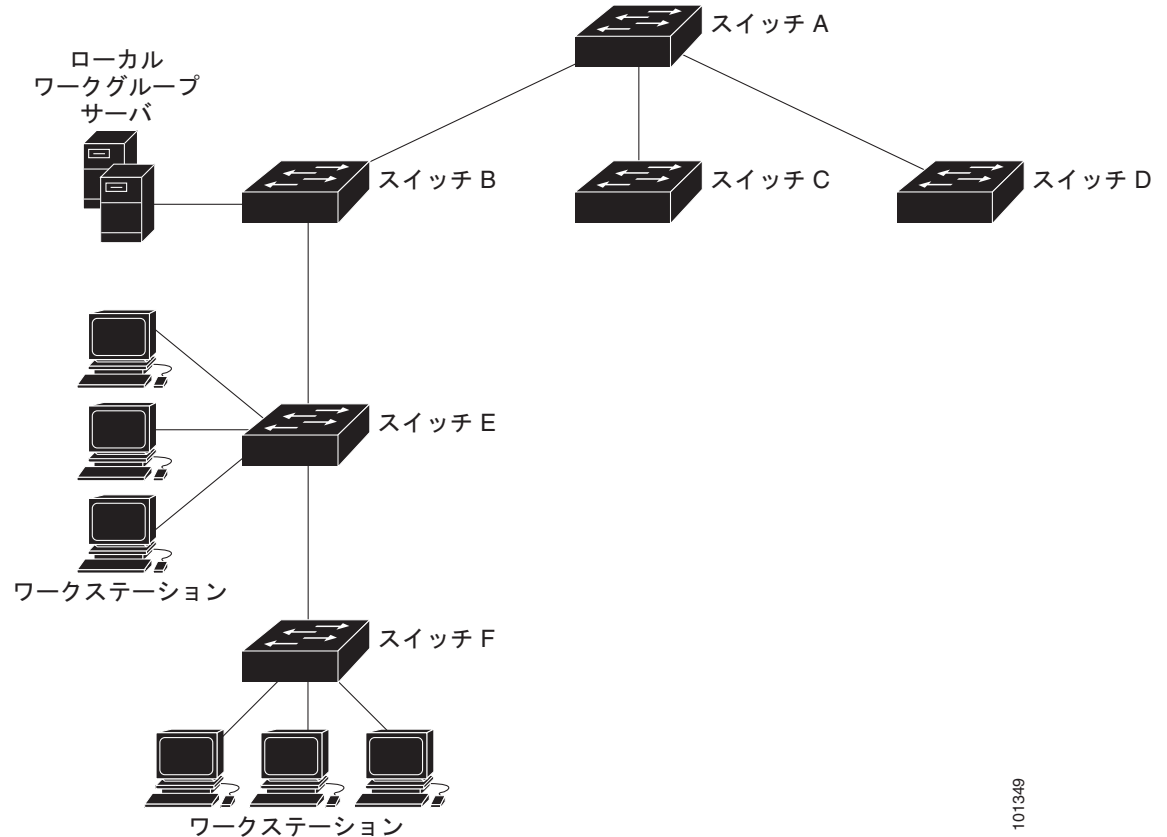 スイッチ A
ローカル
ワークグループ
サーバ
スイッチ B
スイッチ C
スイッチ D
スイッチ E
ワークステーション
スイッチ F
ワークステーション
101349